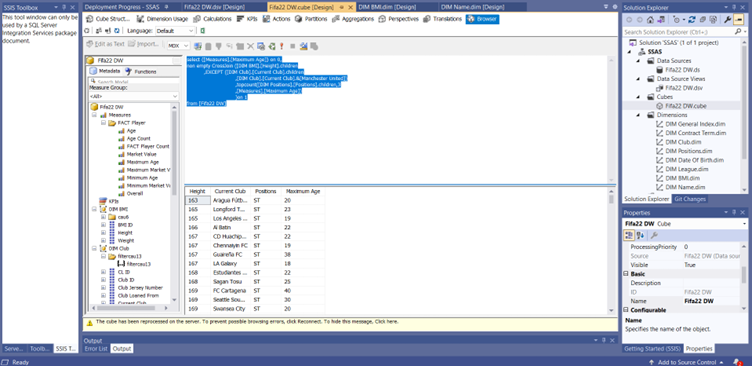 SSIS Toolbox
This tool window can only be
used by a SQL Server
Integration Services package
document.
Deployment Progress - SSAS
Fifa22 DW.dsv [Design]
Fifa22 DW.cube [Design]
DIM BMI.dim [Design]
DIM Name.dim [Design]
Cube Struct...
Dimension Usage
Calculations
KPIs
Actions
Partitions
Aggregations
Perspectives
Translations
Browser
Language: Default
Edit as Text
Import...
MDX
Fifa22 DW
Metadata
Functions
Search Model
Measure Group:
<All>
Fifa22 DW
Measures
FACT Player
Age
Age Count
FACT Player Count
Market Value
Maximum Age
Maximum Market V
Minimum Age
Minimum Market Va
Overall
KPIs
DIM BMI
cau6
BMI ID
Height
Weight
DIM Club
filtercau13
filtercau13
CL ID
Club ID
Club Jersey Number
Club Loaned From
Current Club
select {[Measures].[Maximum Age]} on 0,
non empty CrossJoin ([DIM BMI].[Height].children
,EXCEPT ([DIM Club].[Current Club].children
,[DIM Club].[Current Club].&[Manchester United])
,topcount([DIM Positions].[Positions].children,5
,[Measures].[Maximum Age])
)on 1
from [Fifa22 DW]
Height Current Club Positions Maximum Age
163 Aragua Fútb... ST 20
165 Longford T... ST 23
165 Los Angeles ... ST 19
166 Al Batin ST 22
167 CD Huachip... ST 22
167 Chennaiyin FC ST 19
167 Guaireña FC ST 38
167 LA Galaxy ST 18
168 Estudiantes ... ST 22
168 Sagan Tosu ST 25
169 FC Cartagena ST 40
169 Seattle Sou... ST 30
169 Swansea City ST 20
The cube has been reprocessed on the server. To prevent possible browsing errors, click Reconnect. To hide this message, Click here.
Output
Serve...
Toolb...
SSIS T...
Error List
Output
Solution Explorer
Search Solution Explorer (Ctrl+;)
Solution 'SSAS' (1 of 1 project)
SSAS
Data Sources
Fifa22 DW.ds
Data Source Views
Fifa22 DW.dsv
Cubes
Fifa22 DW.cube
Dimensions
DIM General Index.dim
DIM Contract Term.dim
DIM Club.dim
DIM Positions.dim
DIM Date Of Birth.dim
DIM League.dim
DIM BMI.dim
DIM Name.dim
Solution Explorer
Git Changes
Properties
Fifa22 DW Cube
ProcessingPriority 0
Source Fifa22 DW (Data sour
Visible True
Basic
Description
ID Fifa22 DW
Name Fifa22 DW
Configurable
Name
Specifies the name of the object.
Getting Started (SSIS)
Properties
Ready
Add to Source Control